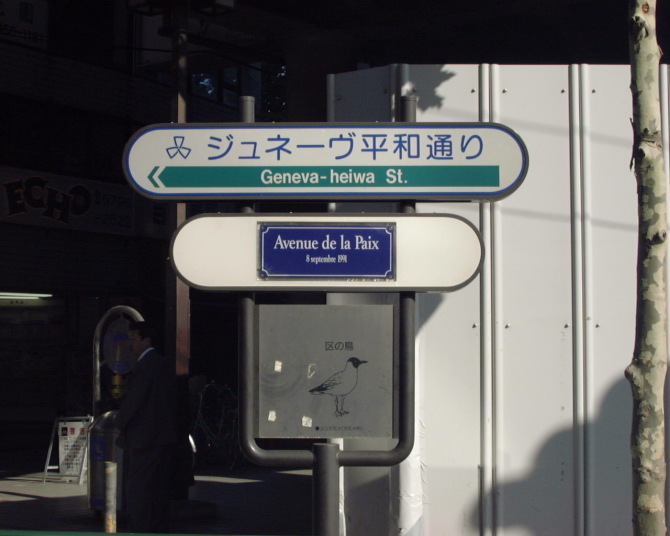 ジュネーヴ平和通り
Geneva-heiwa St.
Avenue de la Paix
8 septembre 1991
区の鳥
ECHO